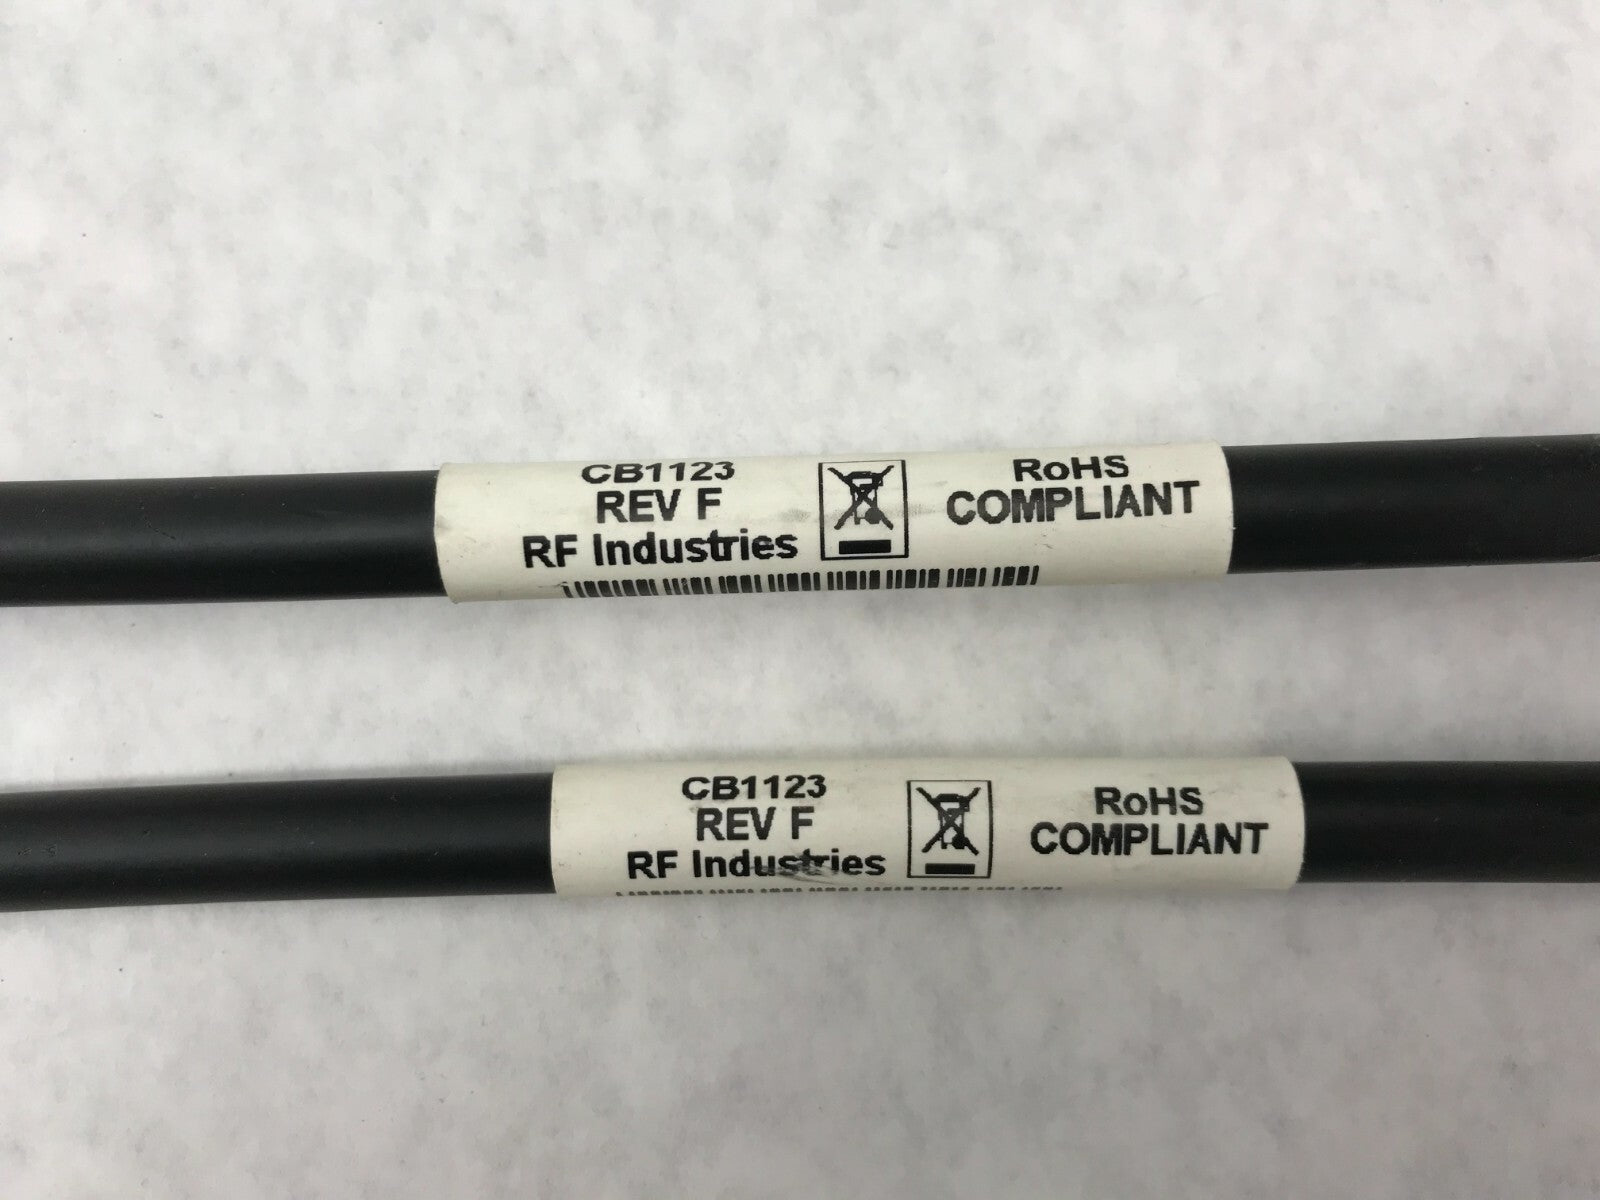 CB1123
REV F
RF Industries
RoHS
COMPLIANT
CB1123
REV F
RF Industries
RoHS
COMPLIANT